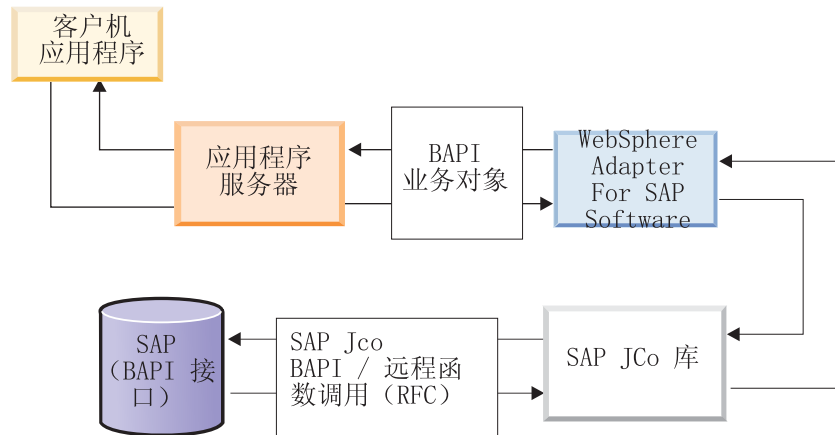 客户机
应用程序
应用程序
服务器
BAPI
业务对象
WebSphere
Adapter
For SAP
Software
SAP
（BAPI 接
口）
SAP Jco
BAPI / 远程函
数调用（RFC）
SAP JCo 库